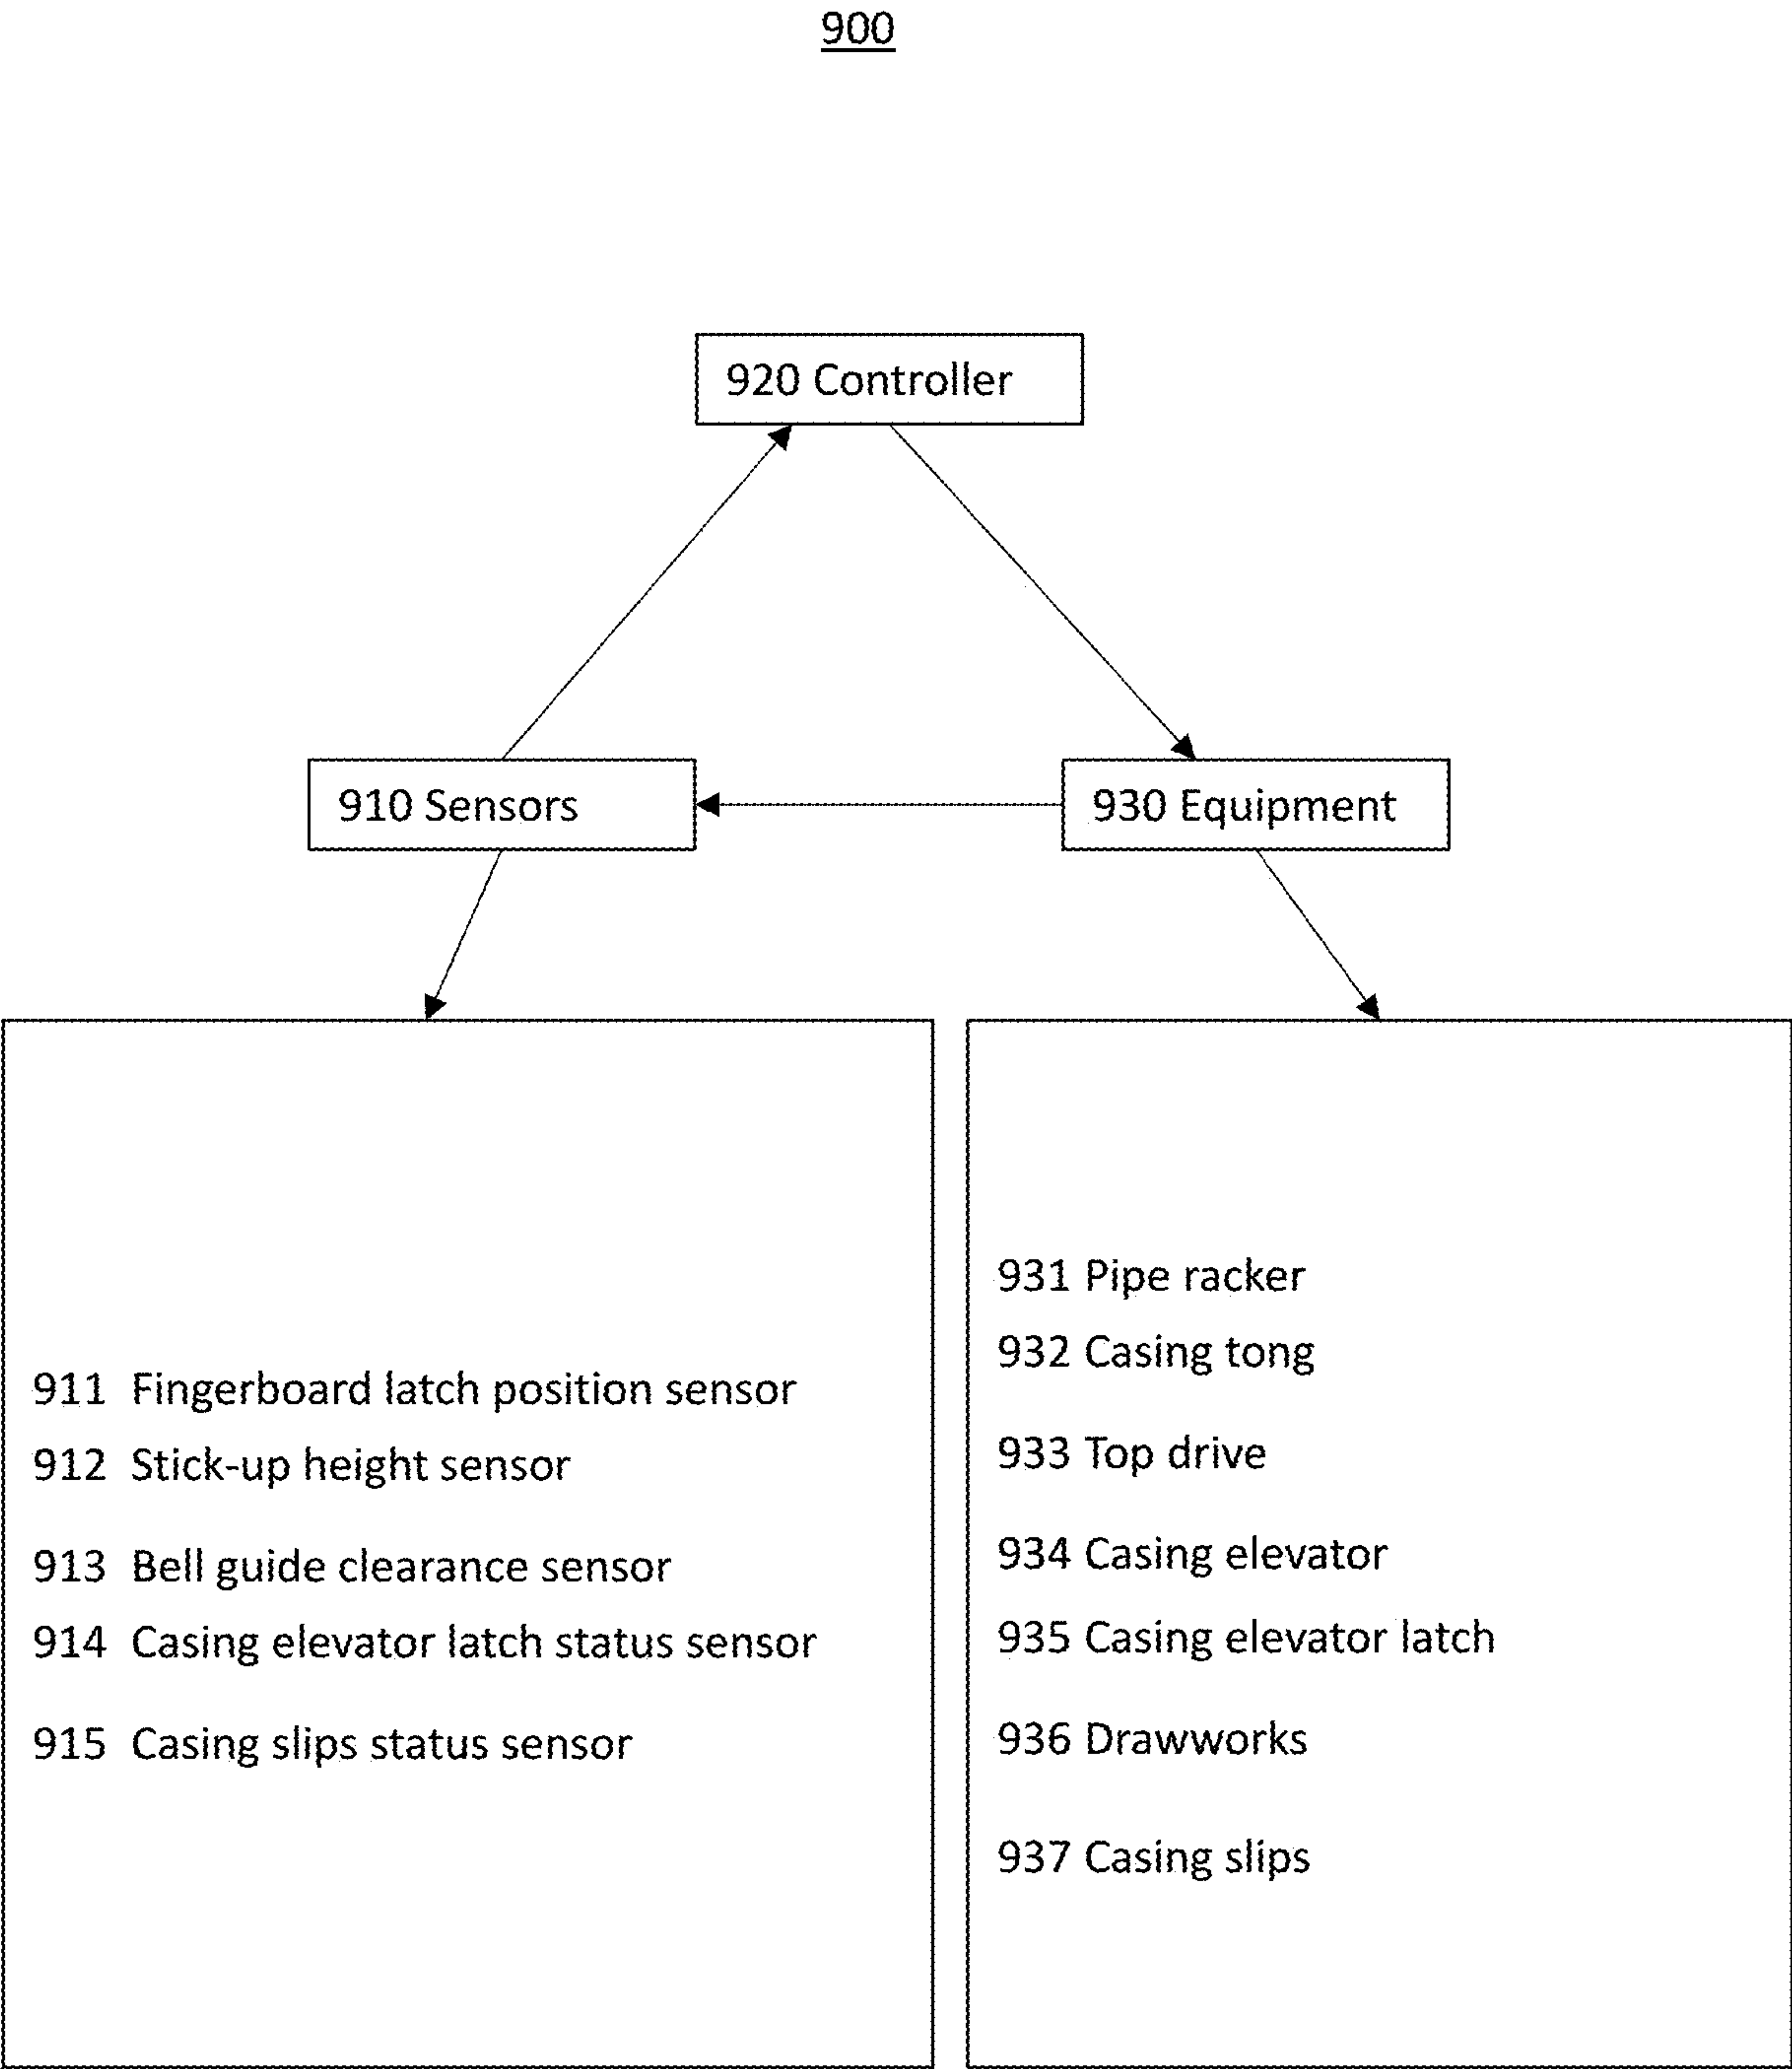 900
920 Controller
910 Sensors
930 Equipment
911 Fingerboard latch position sensor
912 Stick-up height sensor
913 Bell guide clearance sensor
914 Casing elevator latch status sensor
915 Casing slips status sensor
931 Pipe racker
932 Casing tong
933 Top drive
934 Casing elevator
935 Casing elevator latch
936 Drawworks
937 Casing slips